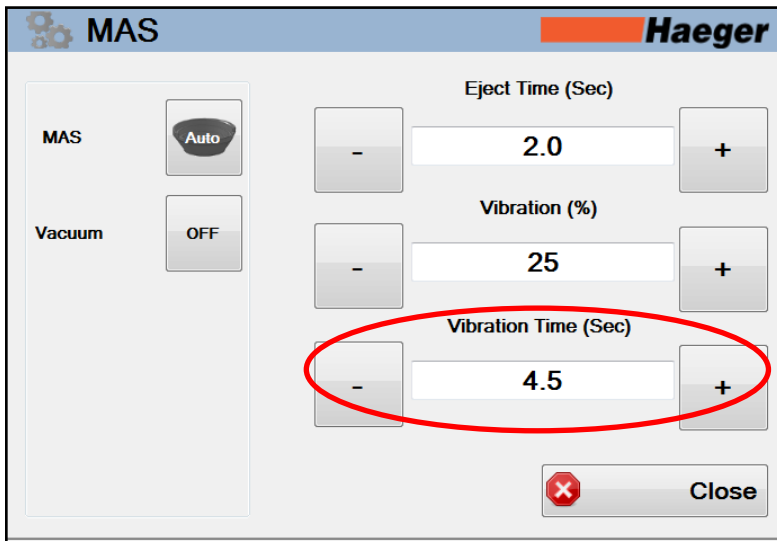 MAS
Haeger
MAS
Auto
Vacuum
OFF
Eject Time (Sec)
- 2.0 +
Vibration (%)
- 25 +
Vibration Time (Sec)
- 4.5 +
Close